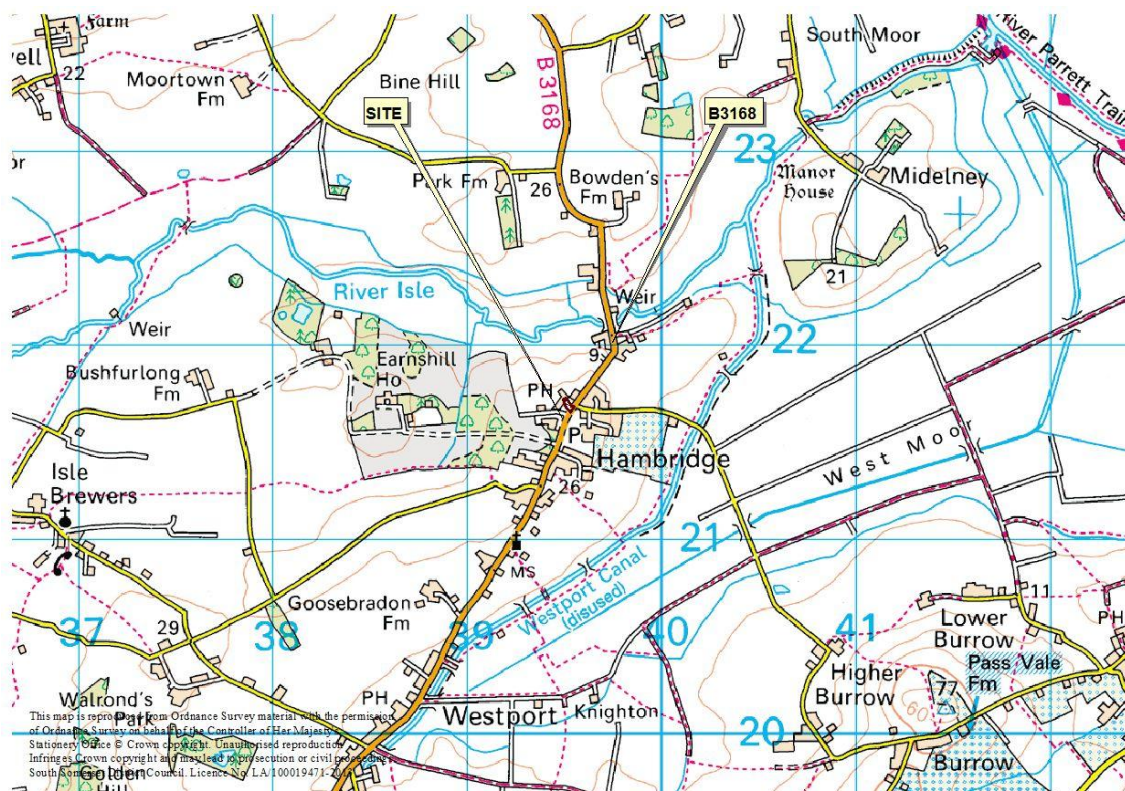 Farm
22
Moortown
Fm
Bine Hill
B3168
South Moor
River Parrett Trail
SITE
B3168
23
Park Fm
26
Bowden's
Fm
Manor
House
Midelney
21
River Isle
Weir
Weir
9
22
Bushfurlong
Fm
Earnshill
Ho
PH
P
Hambridge
26
West Moor
Isle
Brewers
21
MS
Westport Canal
(disused)
Goosebradon
Fm
11
Lower
Burrow
PH
37
38
39
40
41
29
Higher
Burrow
Pass Vale
Fm
77
60
Walrond's
Park
PH
Westport
Knighton
20
Burrow
This map is reproduced from Ordnance Survey material with the permission
of Ordnance Survey on behalf of the Controller of Her Majesty's
Stationery Office © Crown copyright. Unauthorised reproduction
Infringes Crown copyright and may lead to prosecution or civil proceedings
South Somerset District Council. Licence No. LA/100019471-
Hill